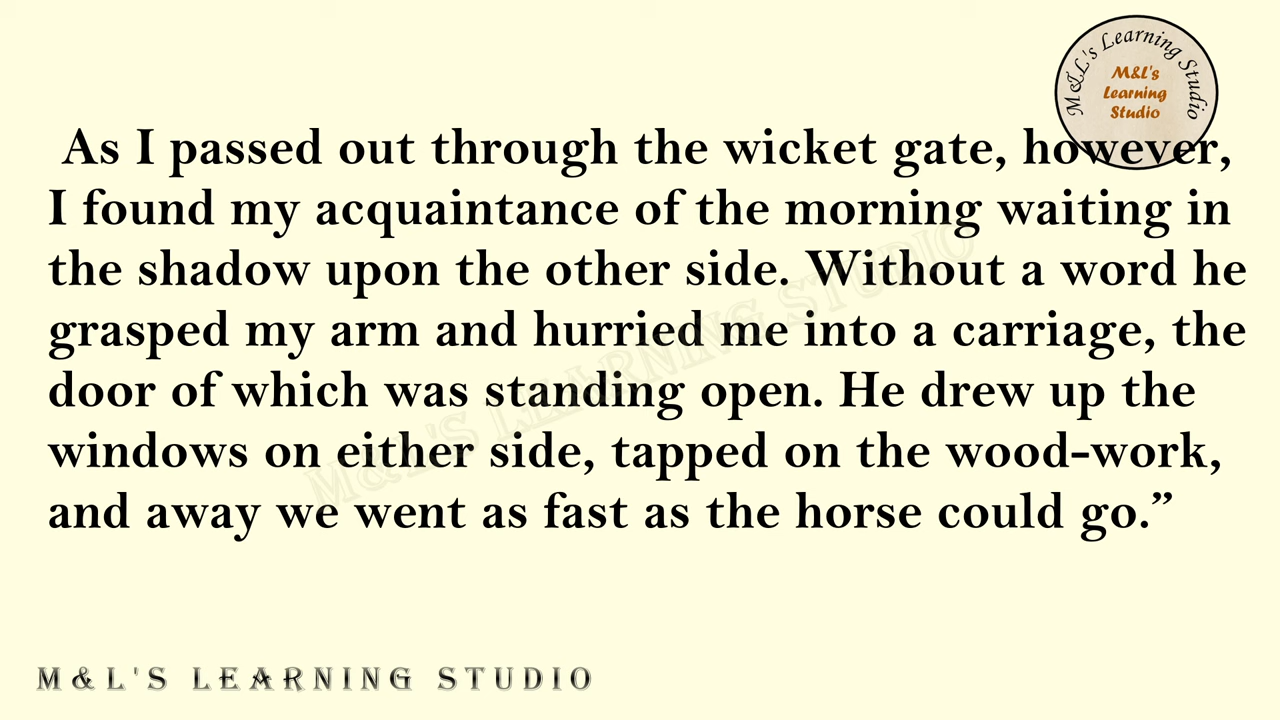 M&L's Learning Studio
M&L's
Learning
Studio
As I passed out through the wicket gate, however,
I found my acquaintance of the morning waiting in
the shadow upon the other side. Without a word he
grasped my arm and hurried me into a carriage, the
door of which was standing open. He drew up the
windows on either side, tapped on the wood-work,
and away we went as fast as the horse could go.”
M&L'S LEARNING STUDIO
M&L'S LEARNING STUDIO